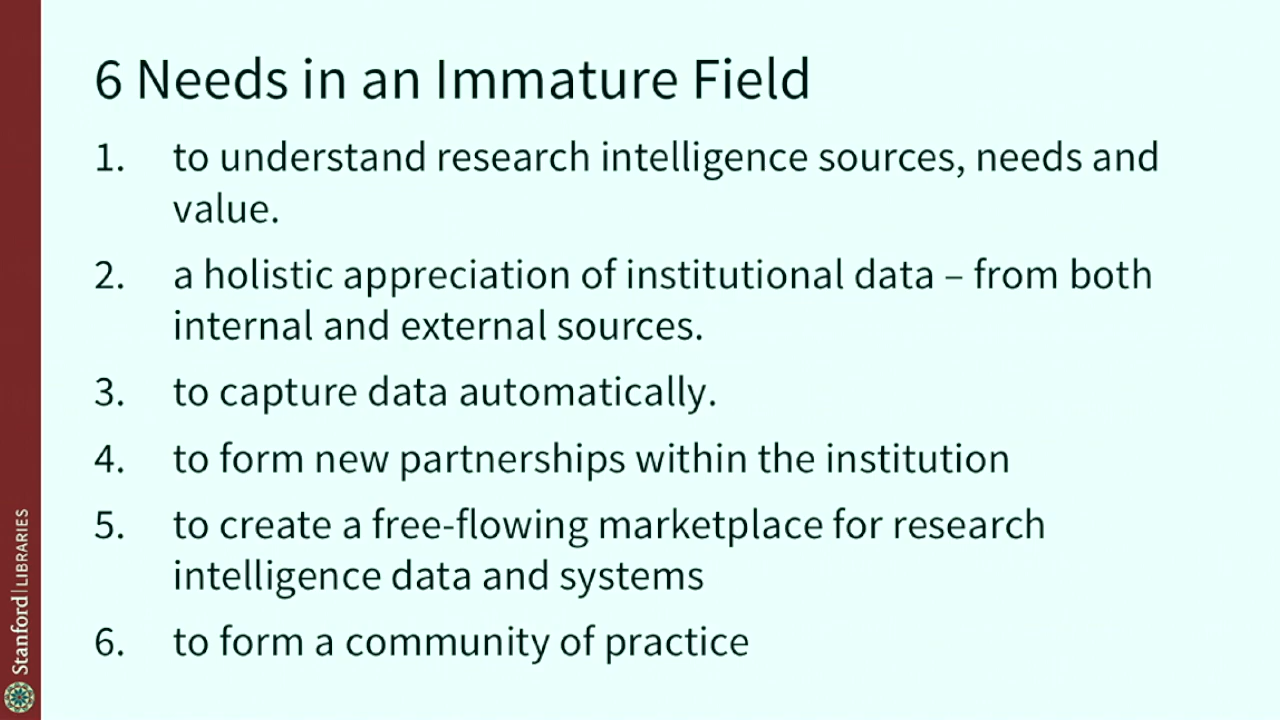 6 Needs in an Immature Field
1. to understand research intelligence sources, needs and
value.
2. a holistic appreciation of institutional data – from both
internal and external sources.
3. to capture data automatically.
4. to form new partnerships within the institution
5. to create a free-flowing marketplace for research
intelligence data and systems
6. to form a community of practice
Stanford | LIBRARIES